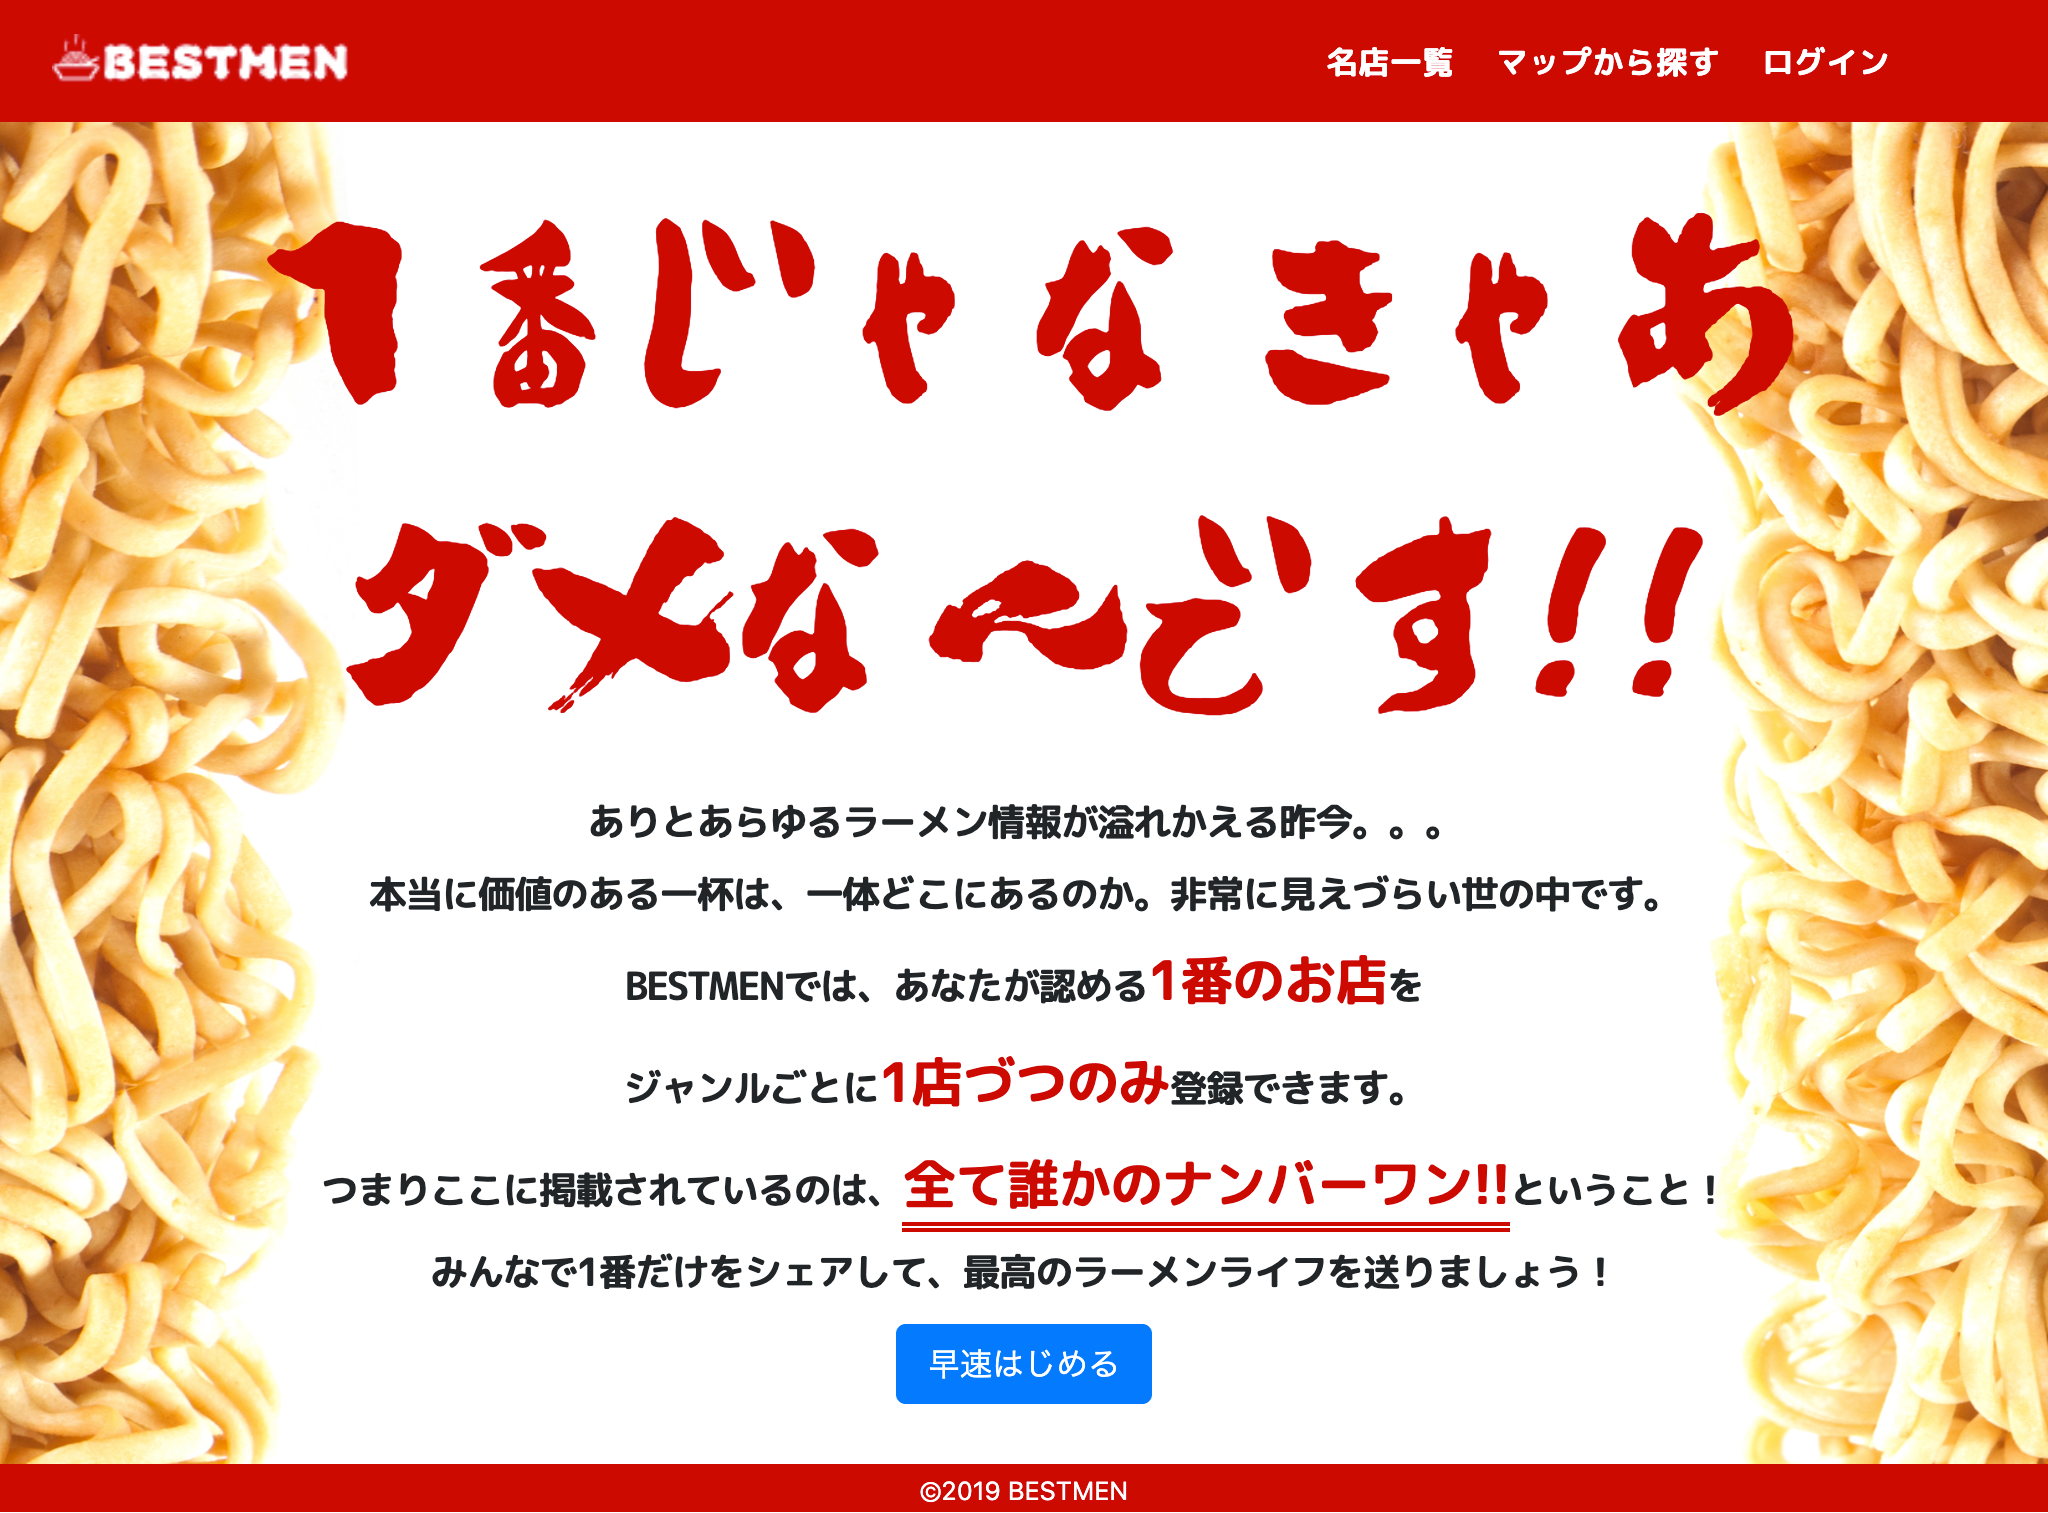 BESTMEN
名店一覧 マップから探す ログイン
1番じゃなきゃあ
ダメな〜どす!!
ありとあらゆるラーメン情報が溢れかえる昨今。。。
本当に価値のある一杯は、一体どこにあるのか。非常に見えづらい世の中です。
BESTMENでは、あなたが認める1番のお店を
ジャンルごとに1店づつのみ登録できます。
つまりここに掲載されているのは、全て誰かのナンバーワン!!ということ！
みんなで1番だけをシェアして、最高のラーメンライフを送りましょう！
早速はじめる
©2019 BESTMEN